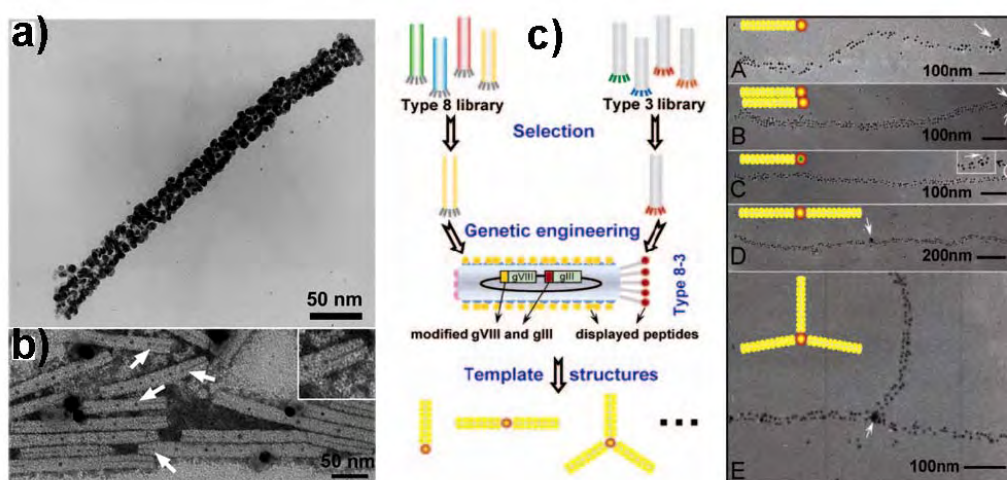 a)
50 nm
b)
50 nm
c)
Type 8 library
Type 3 library
Selection
Genetic engineering
gVIII
gIII
Type 8-3
modified gVIII and gIII
displayed peptides
Template structures
A
100nm
B
100nm
C
100nm
D
200nm
E
100nm